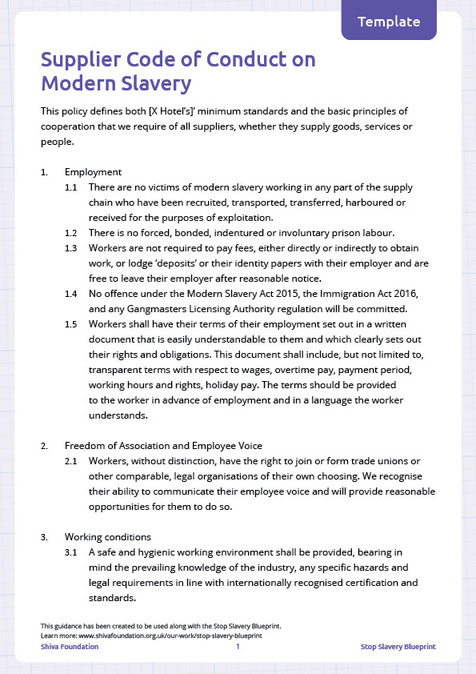 Template
Supplier Code of Conduct on
Modern Slavery
This policy defines both [X Hotel's]' minimum standards and the basic principles of
cooperation that we require of all suppliers, whether they supply goods, services or
people.
1. Employment
1.1 There are no victims of modern slavery working in any part of the supply
chain who have been recruited, transported, transferred, harboured or
received for the purposes of exploitation.
1.2 There is no forced, bonded, indentured or involuntary prison labour.
1.3 Workers are not required to pay fees, either directly or indirectly to obtain
work, or lodge 'deposits' or their identity papers with their employer and are
free to leave their employer after reasonable notice.
1.4 No offence under the Modern Slavery Act 2015, the Immigration Act 2016,
and any Gangmasters Licensing Authority regulation will be committed.
1.5 Workers shall have their terms of their employment set out in a written
document that is easily understandable to them and which clearly sets out
their rights and obligations. This document shall include, but not limited to,
transparent terms with respect to wages, overtime pay, payment period,
working hours and rights, holiday pay. The terms should be provided
to the worker in advance of employment and in a language the worker
understands.
2. Freedom of Association and Employee Voice
2.1 Workers, without distinction, have the right to join or form trade unions or
other comparable, legal organisations of their own choosing. We recognise
their ability to communicate their employee voice and will provide reasonable
opportunities for them to do so.
3. Working conditions
3.1 A safe and hygienic working environment shall be provided, bearing in
mind the prevailing knowledge of the industry, any specific hazards and
legal requirements in line with internationally recognised certification and
standards.
This guidance has been created to be used along with the Stop Slavery Blueprint.
Learn more: www.shivafoundation.org.uk/our-work/stop-slavery-blueprint
Shiva Foundation 1 Stop Slavery Blueprint